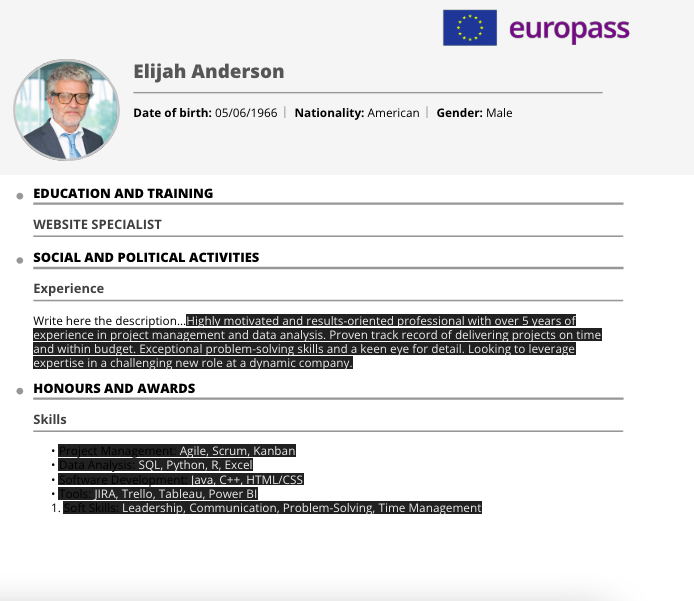 europass
Elijah Anderson
Date of birth: 05/06/1966 | Nationality: American | Gender: Male
EDUCATION AND TRAINING
WEBSITE SPECIALIST
SOCIAL AND POLITICAL ACTIVITIES
Experience
Write here the description...Highly motivated and results-oriented professional with over 5 years of
experience in project management and data analysis. Proven track record of delivering projects on time
and within budget. Exceptional problem-solving skills and a keen eye for detail. Looking to leverage
expertise in a challenging new role at a dynamic company.
HONOURS AND AWARDS
Skills
• Project Management: Agile, Scrum, Kanban
• Data Analysis: SQL, Python, R, Excel
• Software Development: Java, C++, HTML/CSS
• Tools: JIRA, Trello, Tableau, Power BI
1. Soft Skills: Leadership, Communication, Problem-Solving, Time Management